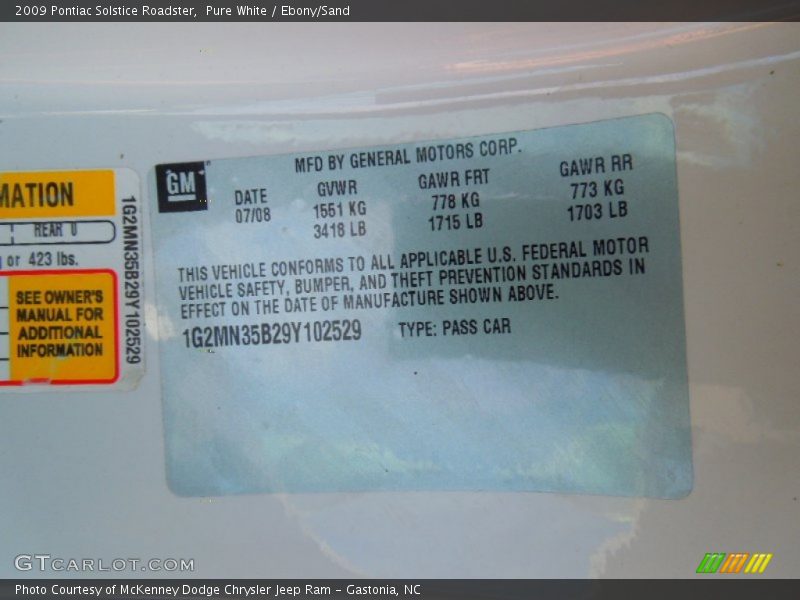 2009 Pontiac Solstice Roadster,  Pure White / Ebony/Sand
MATION
REAR 0
or 423 lbs.
SEE OWNER'S
MANUAL FOR
ADDITIONAL
INFORMATION
1G2MN35B29Y102529
GM
MFD BY GENERAL MOTORS CORP.
DATE GVWR GAWR FRT GAWR RR
07/08 1551 KG 778 KG 773 KG
3418 LB 1715 LB 1703 LB
THIS VEHICLE CONFORMS TO ALL APPLICABLE U.S. FEDERAL MOTOR
VEHICLE SAFETY, BUMPER, AND THEFT PREVENTION STANDARDS IN
EFFECT ON THE DATE OF MANUFACTURE SHOWN ABOVE.
1G2MN35B29Y102529 TYPE: PASS CAR
GTCARLOT.COM
Photo Courtesy of McKenney Dodge Chrysler Jeep Ram - Gastonia, NC